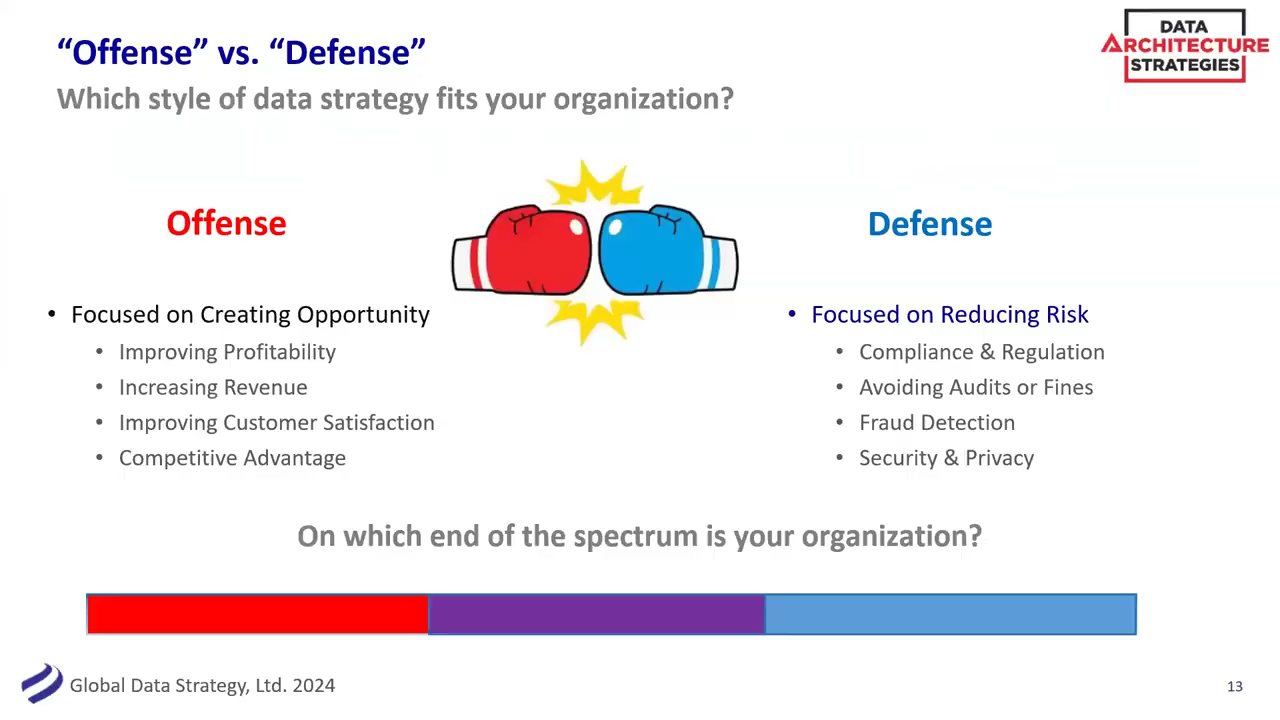 “Offense” vs. “Defense”
Which style of data strategy fits your organization?
DATA
ARCHITECTURE
STRATEGIES
Offense
• Focused on Creating Opportunity
• Improving Profitability
• Increasing Revenue
• Improving Customer Satisfaction
• Competitive Advantage
Defense
• Focused on Reducing Risk
• Compliance & Regulation
• Avoiding Audits or Fines
• Fraud Detection
• Security & Privacy
On which end of the spectrum is your organization?
Global Data Strategy, Ltd. 2024
13